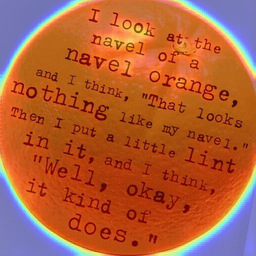 I look at the
navel of a
navel orange,
and I think, "That looks
nothing like my navel."
Then I put a little lint
in it, and I think,
"Well, okay,
it kind of
does."